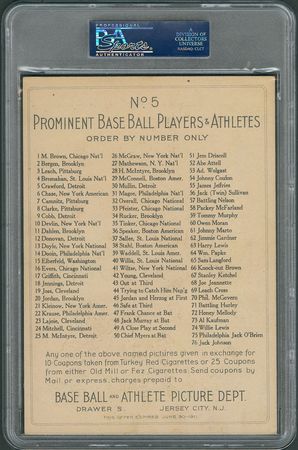 PROFESSIONAL
PSA
Sports
AUTHENTICATOR
A DIVISION OF
COLLECTORS
UNIVERSE
NASDAQ: CLCT
No 5
PROMINENT BASE BALL PLAYERS & ATHLETES
ORDER BY NUMBER ONLY
1 M. Brown, Chicago Nat'l
2 Bergen, Brooklyn
3 Leach, Pittsburg
4 Bresnahan, St. Louis Nat'l
5 Crawford, Detroit
6 Chase, New York American
7 Camnitz, Pittsburg
8 Clarke, Pittsburg
9 Cobb, Detroit
10 Devlin, New York Nat'l
11 Dahlen, Brooklyn
12 Donovan, Detroit
13 Doyle, New York National
14 Dooin, Philadelphia Nat'l
15 Elberfeld, Washington
16 Evers, Chicago National
17 Griffith, Cincinnati
18 Jennings, Detroit
19 Joss, Cleveland
20 Jordan, Brooklyn
21 Kleinow, New York Amer.
22 Krause, Philadelphia Amer.
23 Lajoie, Cleveland
24 Mitchell, Cincinnati
25 M. McIntyre, Detroit
26 McGraw, New York Nat'l
27 Mathewson, N. Y. Nat'l
28 H. McIntyre, Brooklyn
29 McConnell, Boston Amer.
30 Mullin, Detroit
31 Magee, Philadelphia Nat'l
32 Overall, Chicago National
33 Pfeister, Chicago National
34 Rucker, Brooklyn
35 Tinker, Chicago National
36 Speaker, Boston American
37 Sallee, St. Louis National
38 Stahl, Boston American
39 Waddell, St. Louis Amer.
40 Willis, St. Louis National
41 Wiltse, New York National
42 Young, Cleveland
43 Out at Third
44 Trying to Catch Him Nap'g
45 Jordan and Herzog at First
46 Safe at Third
47 Frank Chance at Bat
48 Jack Murray at Bat
49 A Close Play at Second
50 Chief Myers at Bat
51 Jem Driscoll
52 Abe Attell
53 Ad. Wolgast
54 Johnny Coulon
55 James Jeffries
56 Jack (Twin) Sullivan
57 Battling Nelson
58 Packey McFarland
59 Tommy Murphy
60 Owen Moran
61 Johnny Marto
62 Jimmie Gardner
63 Harry Lewis
64 Wm. Papke
65 Sam Langford
66 Knock-out Brown
67 Stanley Ketchel
68 Joe Jeannette
69 Leach Cross
70 Phil. McGovern
71 Battling Hurley
72 Honey Mellody
73 Al Kaufman
74 Willie Lewis
75 Philadelphia Jack O'Brien
76 Jack Johnson
Any one of the above named pictures given in exchange for
10 Coupons taken from Turkey Red Cigarettes or 25 Coupons
from either Old Mill or Fez Cigarettes Send coupons by
Mail or express, charges prepaid to
BASE BALL AND ATHLETE PICTURE DEPT.
DRAWER S JERSEY CITY, N.J.
THIS OFFER EXPIRES JUNE 30-1911